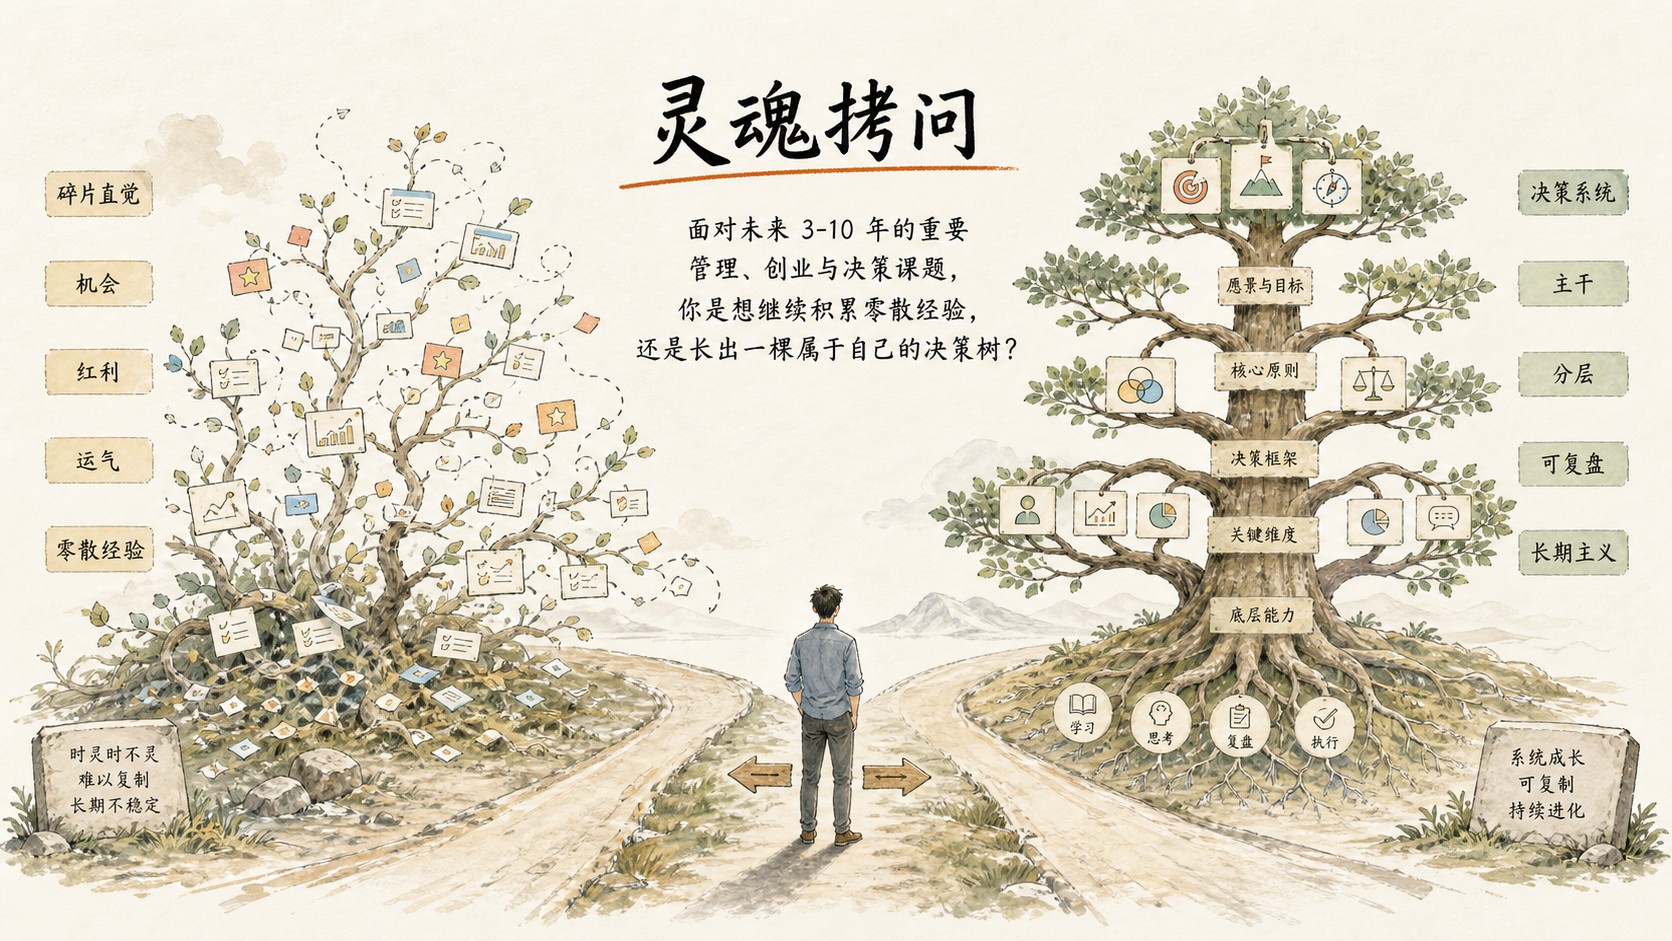 灵魂拷问
面对未来 3-10 年的重要
管理、创业与决策课题，
你是想继续积累零散经验，
还是长出一棵属于自己的决策树？
碎片直觉
机会
红利
运气
零散经验
时灵时不灵
难以复制
长期不稳定
愿景与目标
核心原则
决策框架
关键维度
底层能力
学习
思考
复盘
执行
决策系统
主干
分层
可复盘
长期主义
系统成长
可复制
持续进化